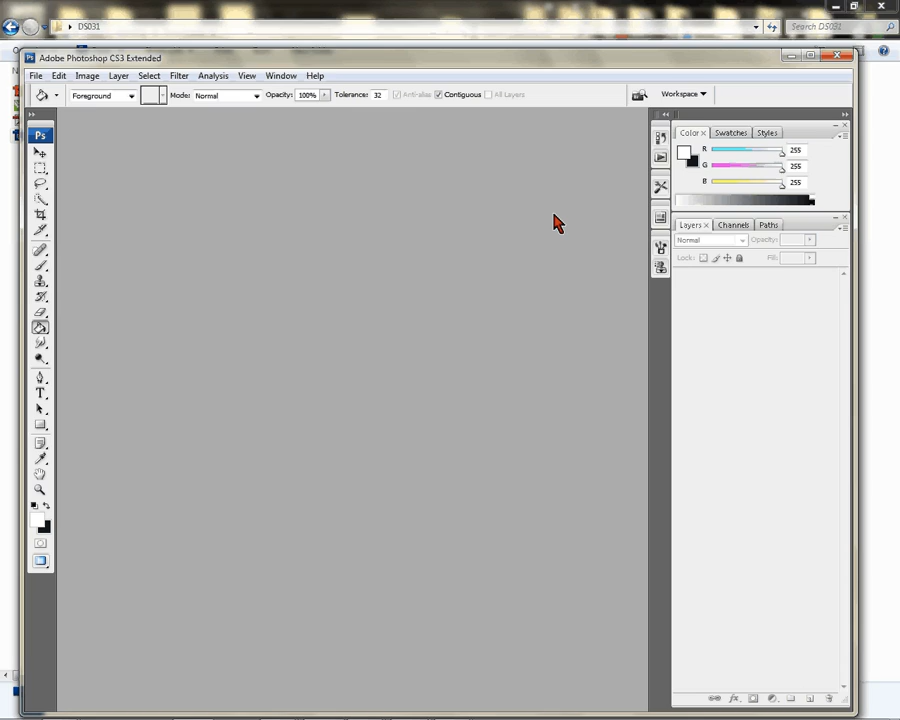 DS031
Search DS031
Ps Adobe Photoshop CS3 Extended
File Edit Image Layer Select Filter Analysis View Window Help
Foreground Mode: Normal Opacity: 100% Tolerance: 32 Anti-alias Contiguous All Layers Workspace
Ps
Color Swatches Styles
R 255
G 255
B 255
Layers Channels Paths
Normal Opacity:
Lock: Fill:
T
fx